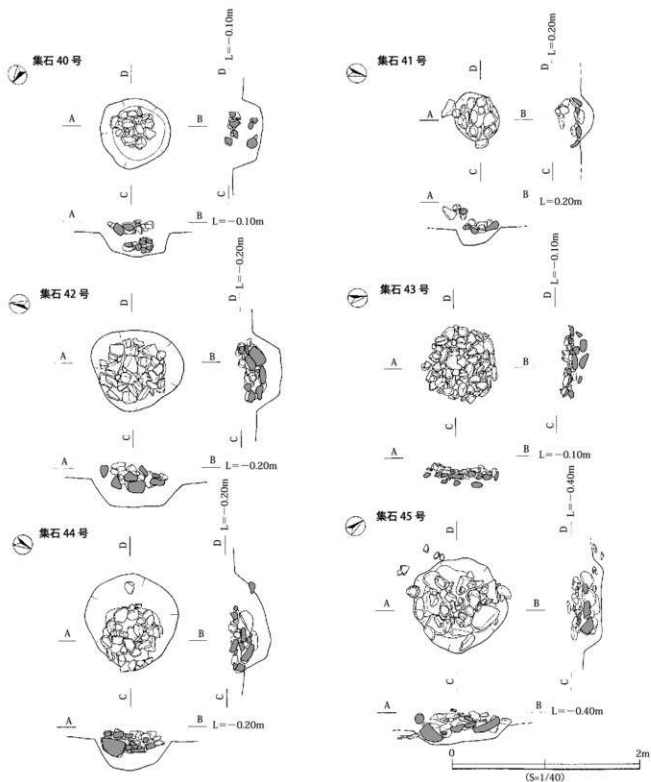 集石 40 号
D
L=−0.10m
D
A
B
C
C
A
B
L=−0.10m
集石 41 号
D
L=0.20m
D
A
B
C
C
A
B
L=0.20m
集石 42 号
D
L=−0.20m
D
A
B
C
C
A
B
L=−0.20m
集石 43 号
D
L=−0.10m
D
A
B
C
C
A
B
L=−0.10m
集石 44 号
D
L=−0.20m
D
A
B
C
C
A
B
L=−0.20m
集石 45 号
D
L=−0.40m
D
A
B
C
C
A
B
L=−0.40m
0
2m
(S=1/40)